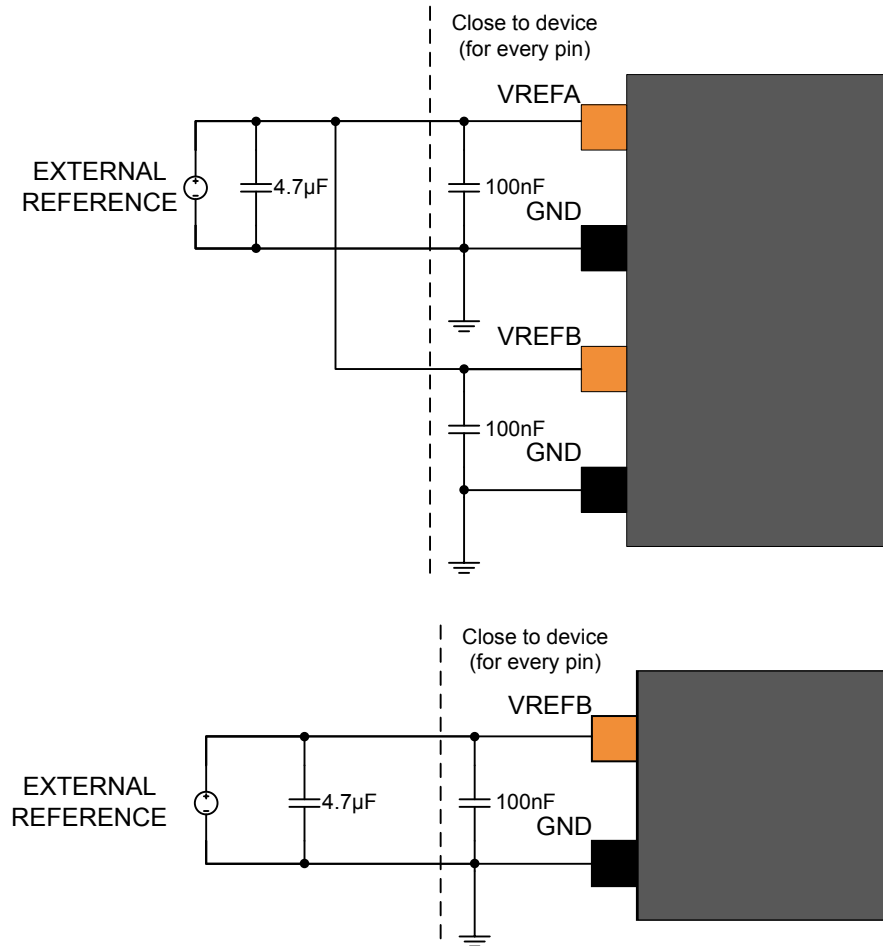 Close to device
(for every pin)
VREFA
EXTERNAL
REFERENCE
4.7µF
100nF
GND
VREFB
100nF
GND
Close to device
(for every pin)
VREFB
EXTERNAL
REFERENCE
4.7µF
100nF
GND